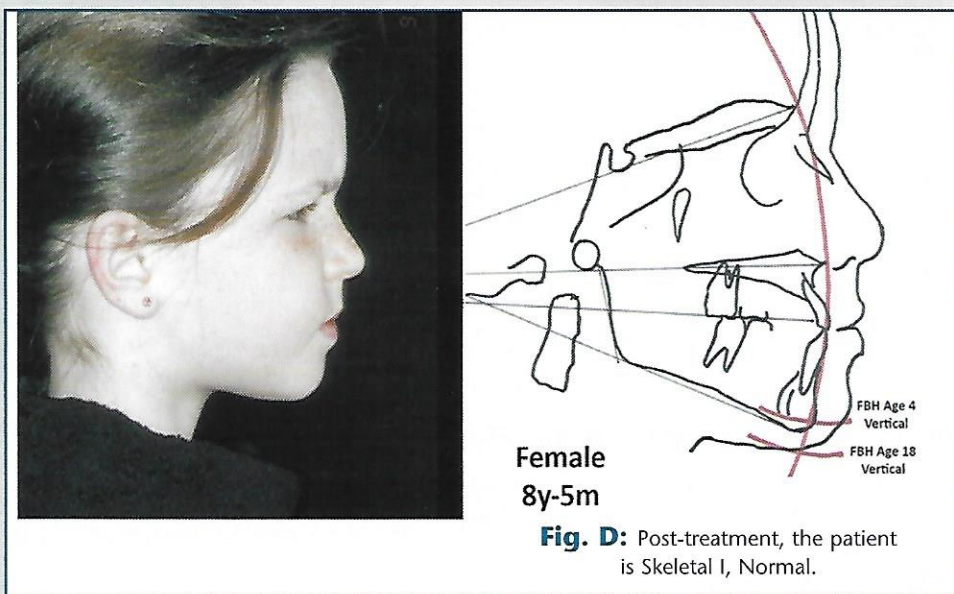 FBH Age 4
Vertical
FBH Age 18
Vertical
Female
8y-5m
Fig. D: Post-treatment, the patient
is Skeletal I, Normal.